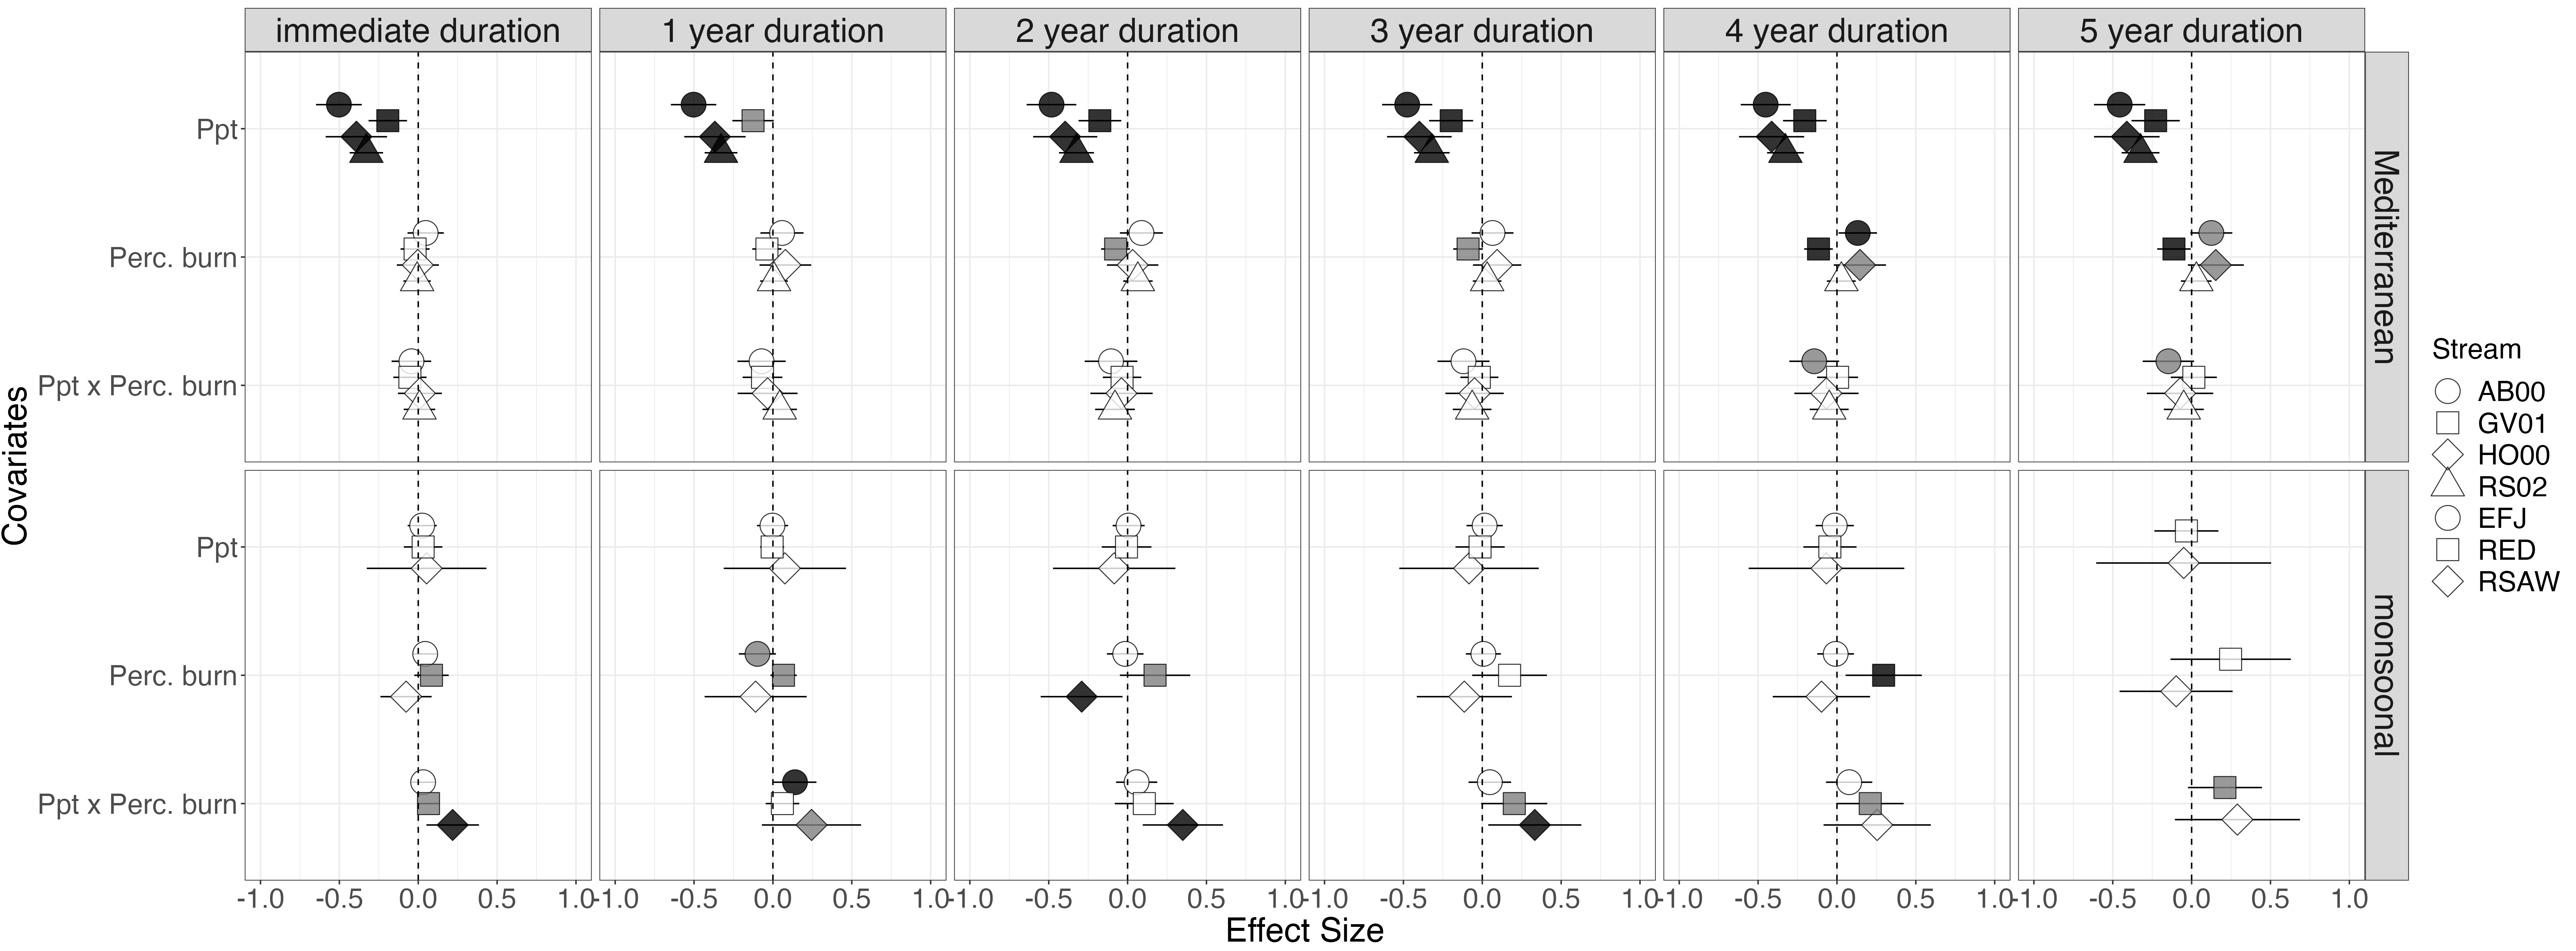 immediate duration
1 year duration
2 year duration
3 year duration
4 year duration
5 year duration
Covariates
Ppt
Perc. burn
Ppt x Perc. burn
Mediterranean
Ppt
Perc. burn
Ppt x Perc. burn
monsoonal
-1.0 -0.5 0.0 0.5 1.0
-1.0 -0.5 0.0 0.5 1.0
-1.0 -0.5 0.0 0.5 1.0
-1.0 -0.5 0.0 0.5 1.0
-1.0 -0.5 0.0 0.5 1.0
-1.0 -0.5 0.0 0.5 1.0
Effect Size
Stream
AB00
GV01
HO00
RS02
EFJ
RED
RSAW